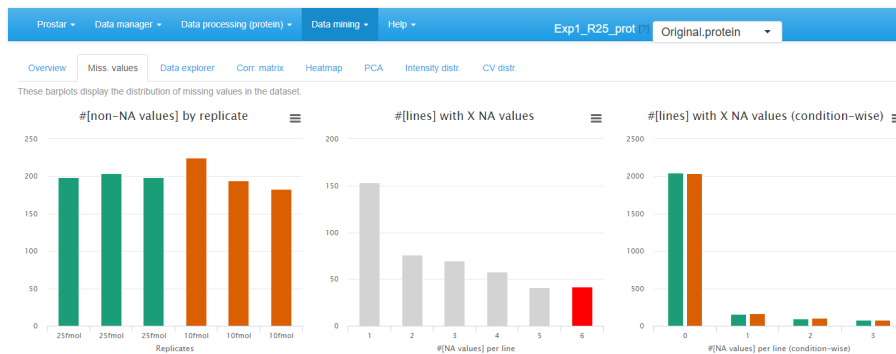 Prostar Data manager Data processing (protein) Data mining Help Exp1_R25_prot [?] Original.protein
Overview Miss. values Data explorer Corr. matrix Heatmap PCA Intensity distr. CV distr.
These barplots display the distribution of missing values in the dataset.
#[non-NA values] by replicate
250
200
150
100
50
0
25fmol 25fmol 25fmol 10fmol 10fmol 10fmol
Replicates
#[lines] with X NA values
200
150
100
50
0
1 2 3 4 5 6
#[NA values] per line
#[lines] with X NA values (condition-wise)
2500
2000
1500
1000
500
0
0 1 2 3
#[NA values] per line (condition-wise)